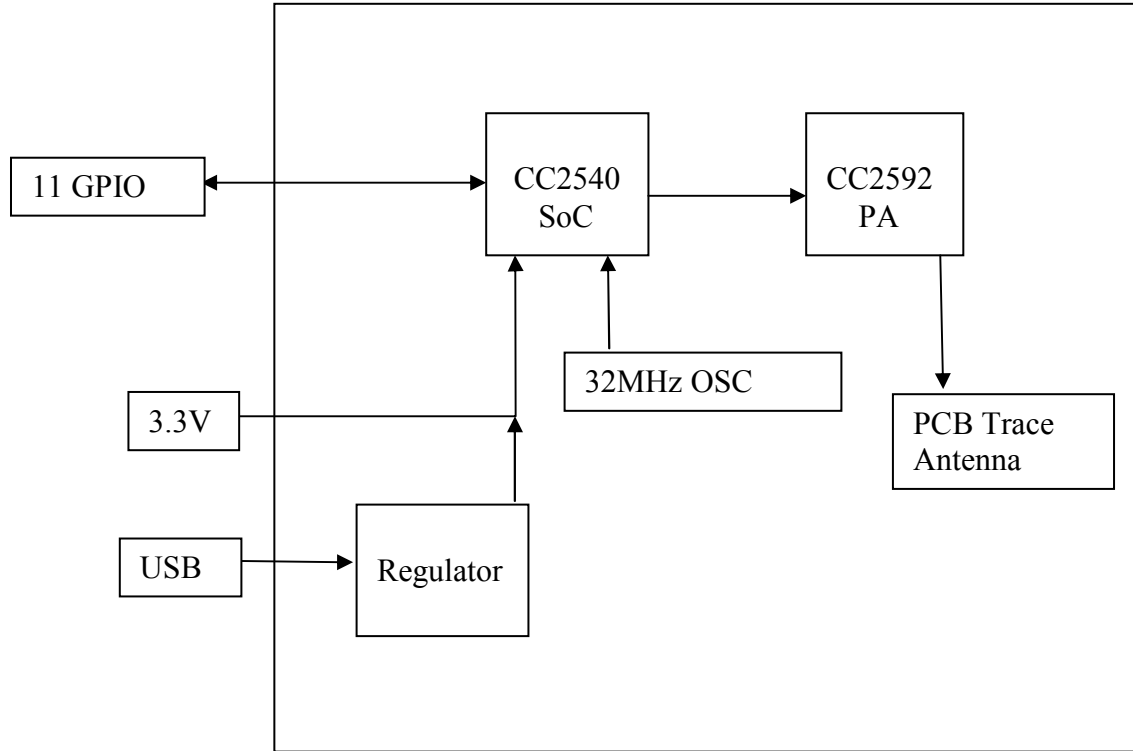 11 GPIO
CC2540
SoC
CC2592
PA
3.3V
32MHz OSC
PCB Trace
Antenna
USB
Regulator